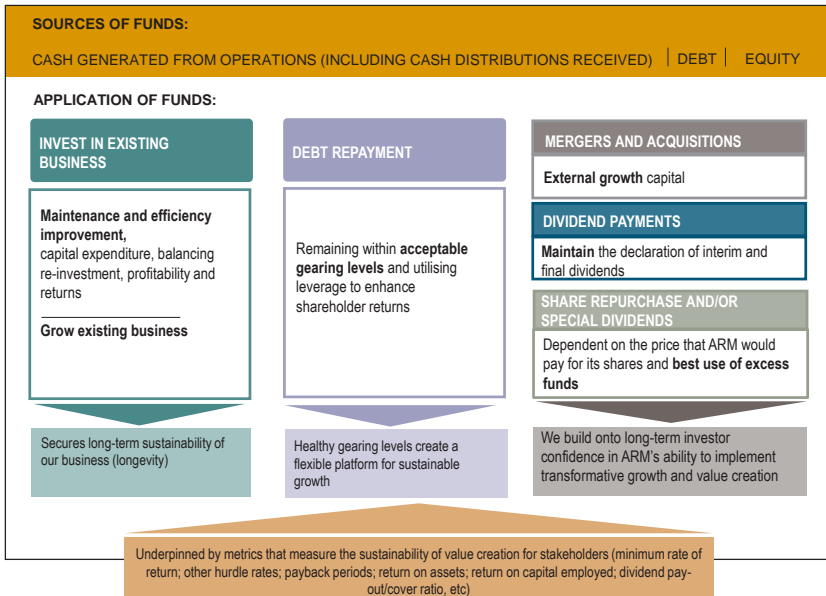 SOURCES OF FUNDS:
CASH GENERATED FROM OPERATIONS (INCLUDING CASH DISTRIBUTIONS RECEIVED) | DEBT | EQUITY
APPLICATION OF FUNDS:
INVEST IN EXISTING
BUSINESS
Maintenance and efficiency
improvement,
capital expenditure, balancing
re-investment, profitability and
returns
Grow existing business
Secures long-term sustainability of
our business (longevity)
DEBT REPAYMENT
Remaining within acceptable
gearing levels and utilising
leverage to enhance
shareholder returns
Healthy gearing levels create a
flexible platform for sustainable
growth
MERGERS AND ACQUISITIONS
External growth capital
DIVIDEND PAYMENTS
Maintain the declaration of interim and
final dividends
SHARE REPURCHASE AND/OR
SPECIAL DIVIDENDS
Dependent on the price that ARM would
pay for its shares and best use of excess
funds
We build onto long-term investor
confidence in ARM's ability to implement
transformative growth and value creation
Underpinned by metrics that measure the sustainability of value creation for stakeholders (minimum rate of
return; other hurdle rates; payback periods; return on assets; return on capital employed; dividend pay-
out/cover ratio, etc)